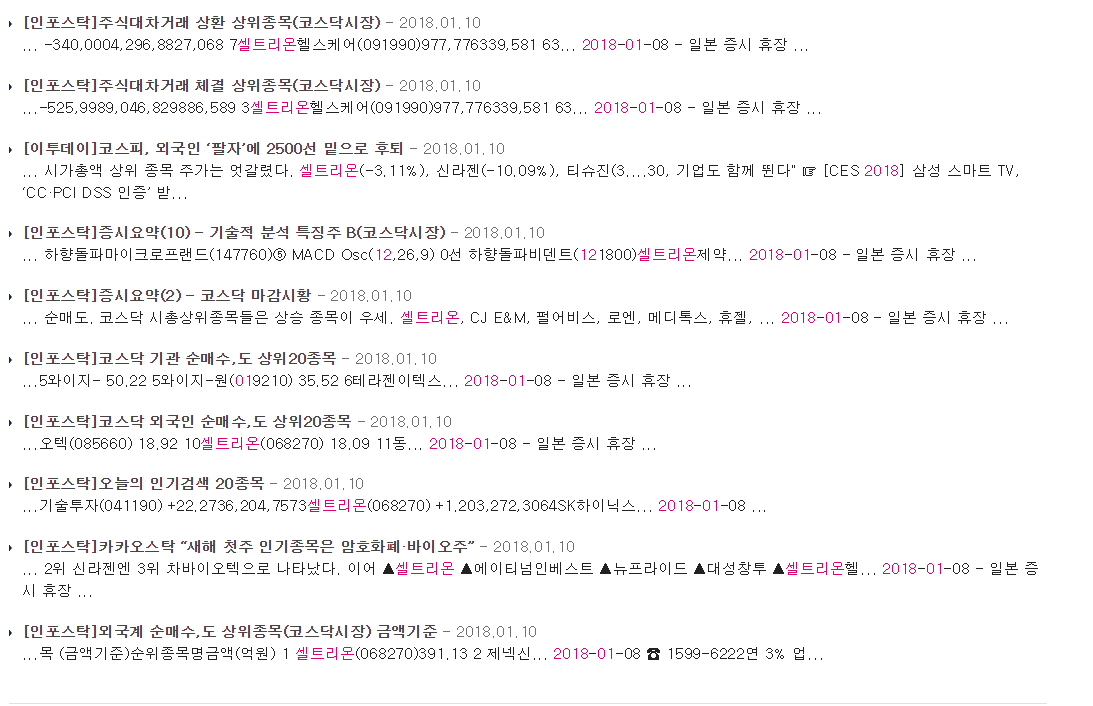 [인포스탁]주식대차거래 상환 상위종목(코스닥시장) - 2018.01.10
... -340,0004,296,8827,068 7셀트리온헬스케어(091990)977,776339,581 63... 2018-01-08 - 일본 증시 휴장 ...
[인포스탁]주식대차거래 체결 상위종목(코스닥시장) - 2018.01.10
...-525,9989,046,829886,589 3셀트리온헬스케어(091990)977,776339,581 63... 2018-01-08 - 일본 증시 휴장 ...
[이투데이]코스피, 외국인 ‘팔자’에 2500선 밑으로 후퇴 - 2018.01.10
... 시가총액 상위 종목 주가는 엇갈렸다. 셀트리온(-3.11%), 신라젠(-10.09%), 티슈진(3....30, 기업도 함께 뛴다" ☞ [CES 2018] 삼성 스마트 TV,
‘CC·PCI DSS 인증’ 받...
[인포스탁]증시요약(10) - 기술적 분석 특징주 B(코스닥시장) - 2018.01.10
... 하향돌파마이크로프랜드(147760)⑤ MACD Osc(12,26,9) 0선 하향돌파비덴트(121800)셀트리온제약... 2018-01-08 - 일본 증시 휴장 ...
[인포스탁]증시요약(2) - 코스닥 마감시황 - 2018.01.10
... 순매도. 코스닥 시총상위종목들은 상승 종목이 우세. 셀트리온, CJ E&M, 펄어비스, 로엔, 메디톡스, 휴젤, ... 2018-01-08 - 일본 증시 휴장 ...
[인포스탁]코스닥 기관 순매수,도 상위20종목 - 2018.01.10
...5와이지- 50.22 5와이지-원(019210) 35.52 6테라젠이텍스... 2018-01-08 - 일본 증시 휴장 ...
[인포스탁]코스닥 외국인 순매수,도 상위20종목 - 2018.01.10
...오텍(085660) 18.92 10셀트리온(068270) 18.09 11동... 2018-01-08 - 일본 증시 휴장 ...
[인포스탁]오늘의 인기검색 20종목 - 2018.01.10
...기술투자(041190) +22.2736,204,7573셀트리온(068270) +1.203,272,3064SK하이닉스... 2018-01-08 ...
[인포스탁]카카오스탁 “새해 첫주 인기종목은 암호화폐·바이오주” - 2018.01.10
... 2위 신라젠엔 3위 차바이오텍으로 나타났다. 이어 ▲셀트리온 ▲에이티넘인베스트 ▲뉴프라이드 ▲대성창투 ▲셀트리온헬... 2018-01-08 - 일본 증
시 휴장 ...
[인포스탁]외국계 순매수,도 상위종목(코스닥시장) 금액기준 - 2018.01.10
...목 (금액기준)순위종목명금액(억원) 1 셀트리온(068270)391.13 2 제넥신... 2018-01-08 ☎ 1599-6222연 3% 업...